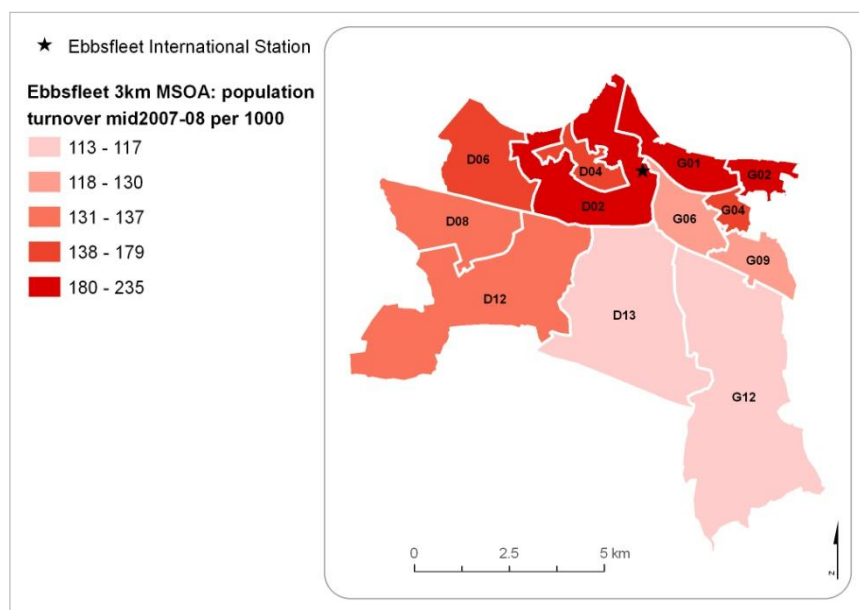 Ebbsfleet International Station
Ebbsfleet 3km MSOA: population
turnover mid2007-08 per 1000
113 - 117
118 - 130
131 - 137
138 - 179
180 - 235
D06
D04
G01
G02
D02
G04
G06
D08
G09
D12
D13
G12
0 2.5 5 km
N